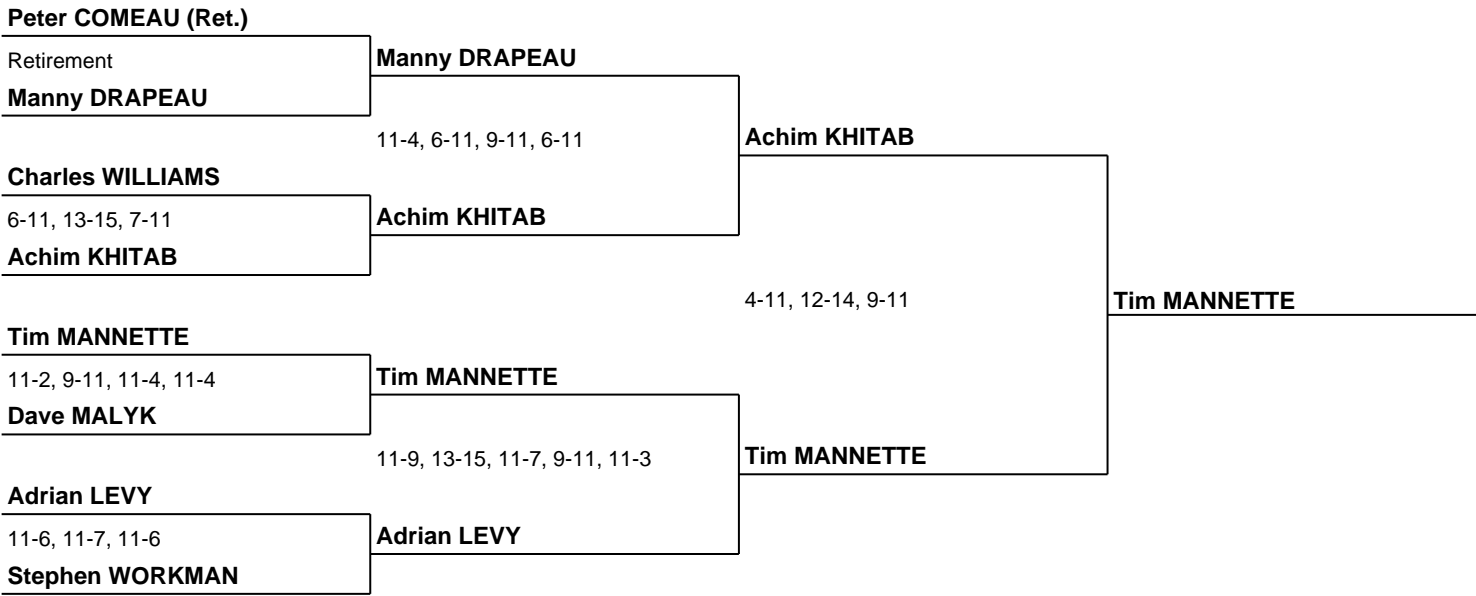 Peter COMEAU (Ret.)
Retirement
Manny DRAPEAU
Manny DRAPEAU
11-4, 6-11, 9-11, 6-11
Achim KHITAB
Charles WILLIAMS
6-11, 13-15, 7-11
Achim KHITAB
Achim KHITAB
4-11, 12-14, 9-11
Tim MANNETTE
Tim MANNETTE
11-2, 9-11, 11-4, 11-4
Tim MANNETTE
Dave MALYK
11-9, 13-15, 11-7, 9-11, 11-3
Tim MANNETTE
Adrian LEVY
11-6, 11-7, 11-6
Adrian LEVY
Stephen WORKMAN